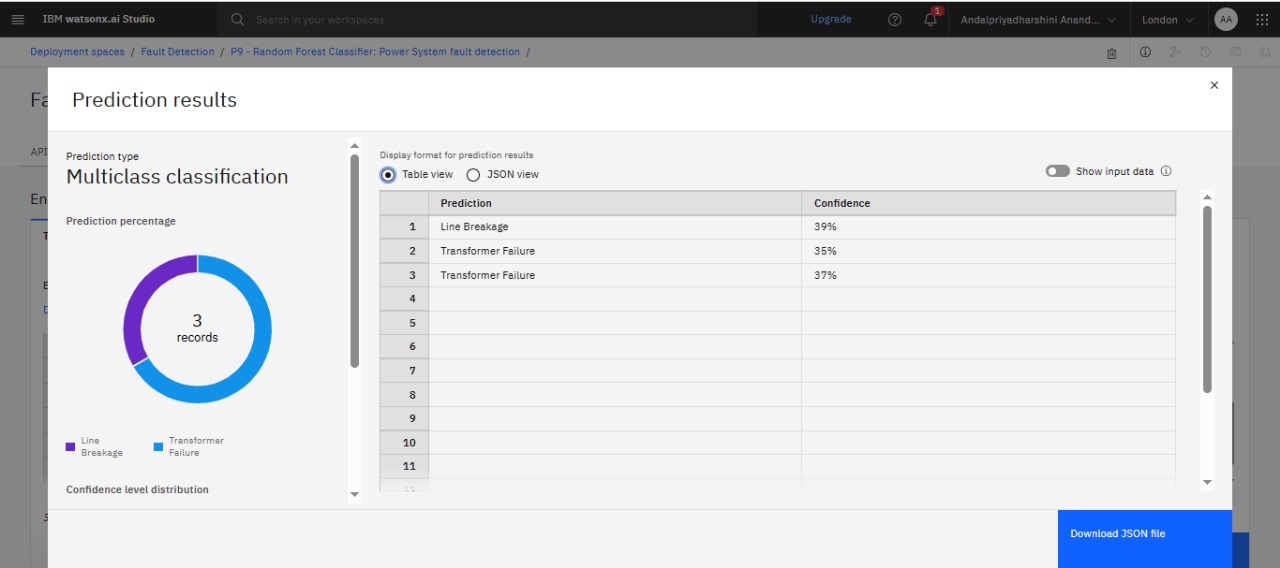 IBM watsonx.ai Studio
Search in your workspaces
Upgrade
1
Andalpriyadharshini Anand...
London
AA
Deployment spaces / Fault Detection / P9 - Random Forest Classifier: Power System fault detection /
Fa
Prediction results
API
Prediction type
Multiclass classification
En
Prediction percentage
3
records
Line
Breakage
Transformer
Failure
Confidence level distribution
Display format for prediction results
Table view
JSON view
Show input data
Prediction Confidence
1 Line Breakage 39%
2 Transformer Failure 35%
3 Transformer Failure 37%
4
5
6
7
8
9
10
11
12
Download JSON file